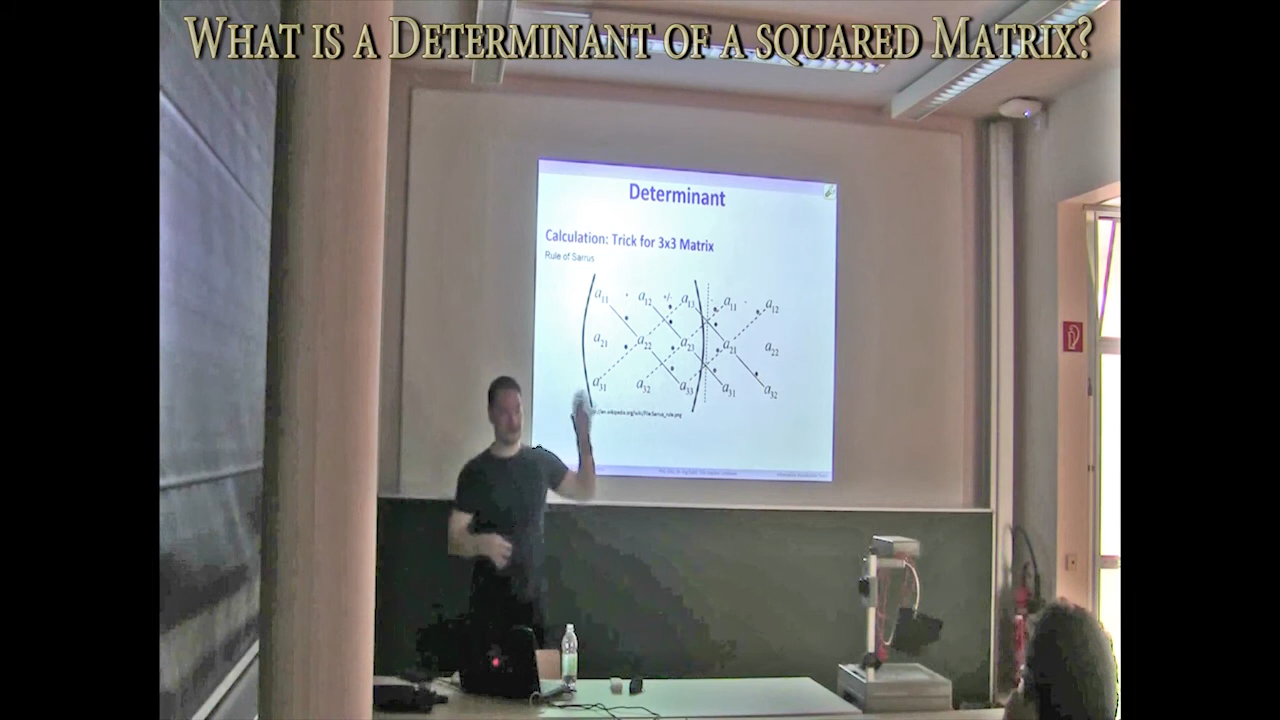 WHAT IS A DETERMINANT OF A SQUARED MATRIX?
Determinant
Calculation: Trick for 3x3 Matrix
Rule of Sarrus
a11 a12 +/- a13 a11 a12
a21 a22 a23 a21 a22
a31 a32 a33 a31 a32